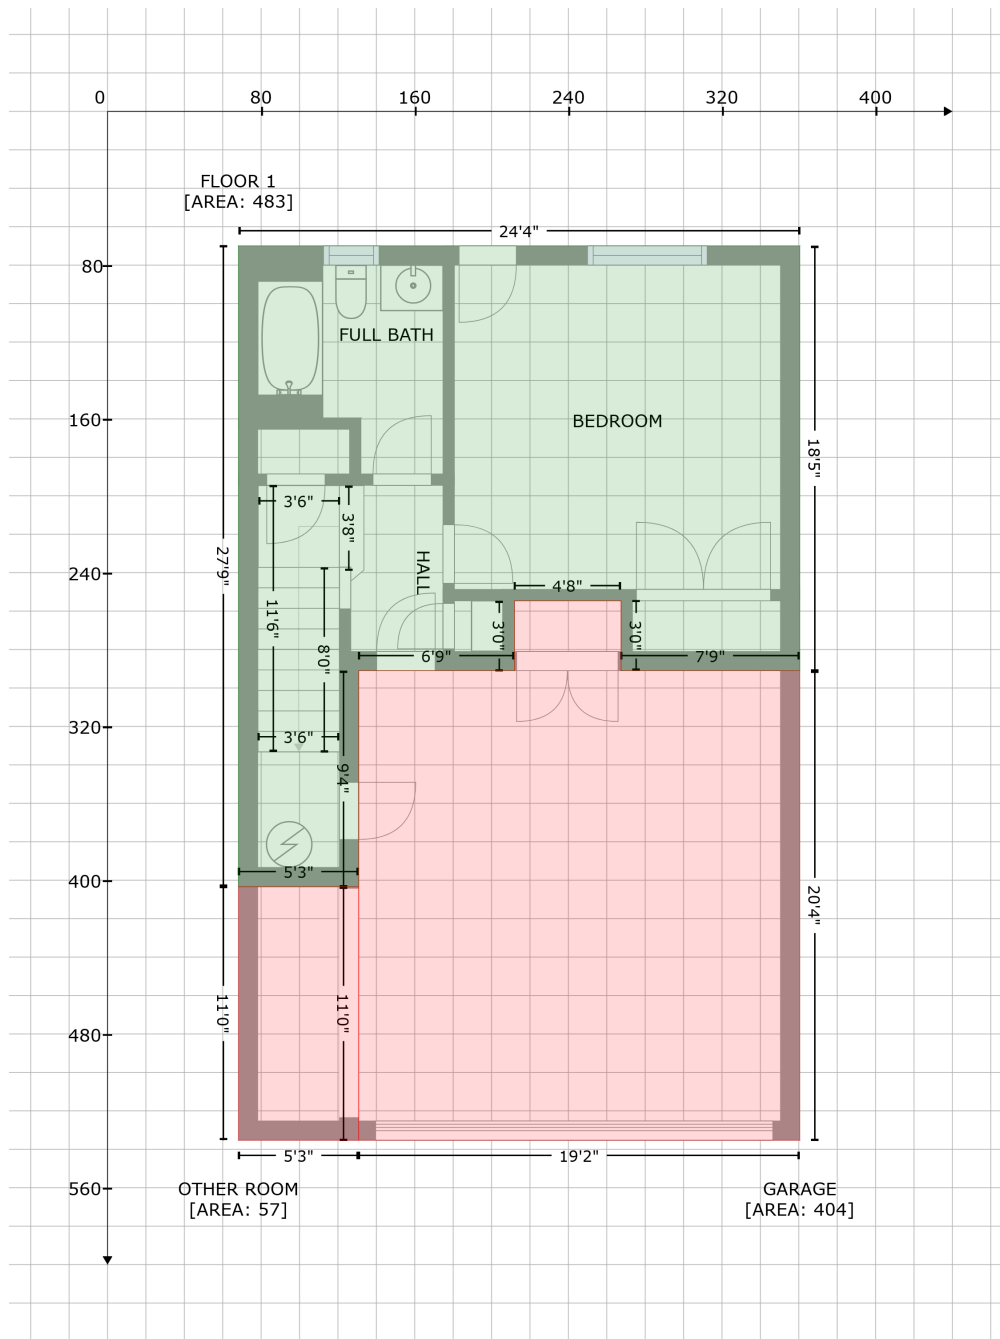 0 80 160 240 320 400
FLOOR 1
[AREA: 483]
24'4"
80
FULL BATH
160
BEDROOM
18'5"
3'6"
3'8"
27'9"
240
HALL
4'8"
11'6"
3'0"
3'0"
8'0"
6'9"
7'9"
320
3'6"
9'4"
5'3"
400
20'4"
11'0"
11'0"
480
5'3"
19'2"
560
OTHER ROOM
[AREA: 57]
GARAGE
[AREA: 404]